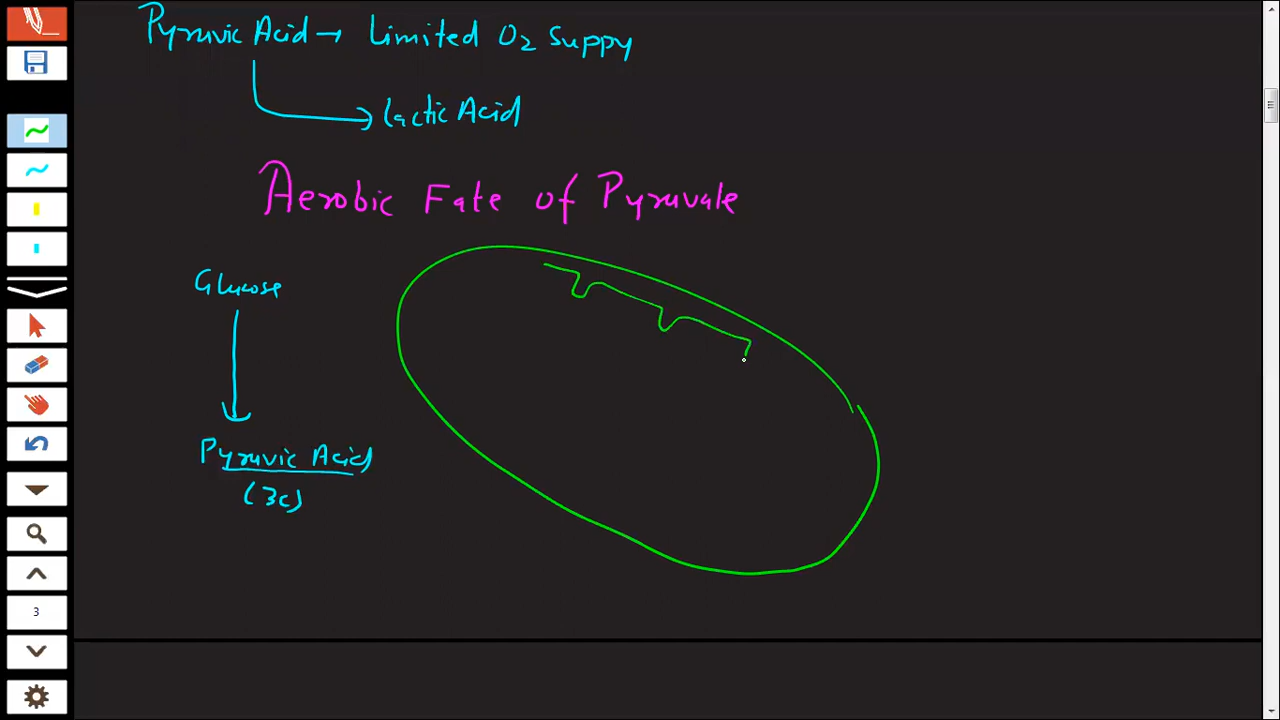 Pyruvic Acid → Limited O2 Suppy
Lactic Acid
Aerobic Fate of Pyruvate
Glucose
Pyruvic Acid
(3c)
3